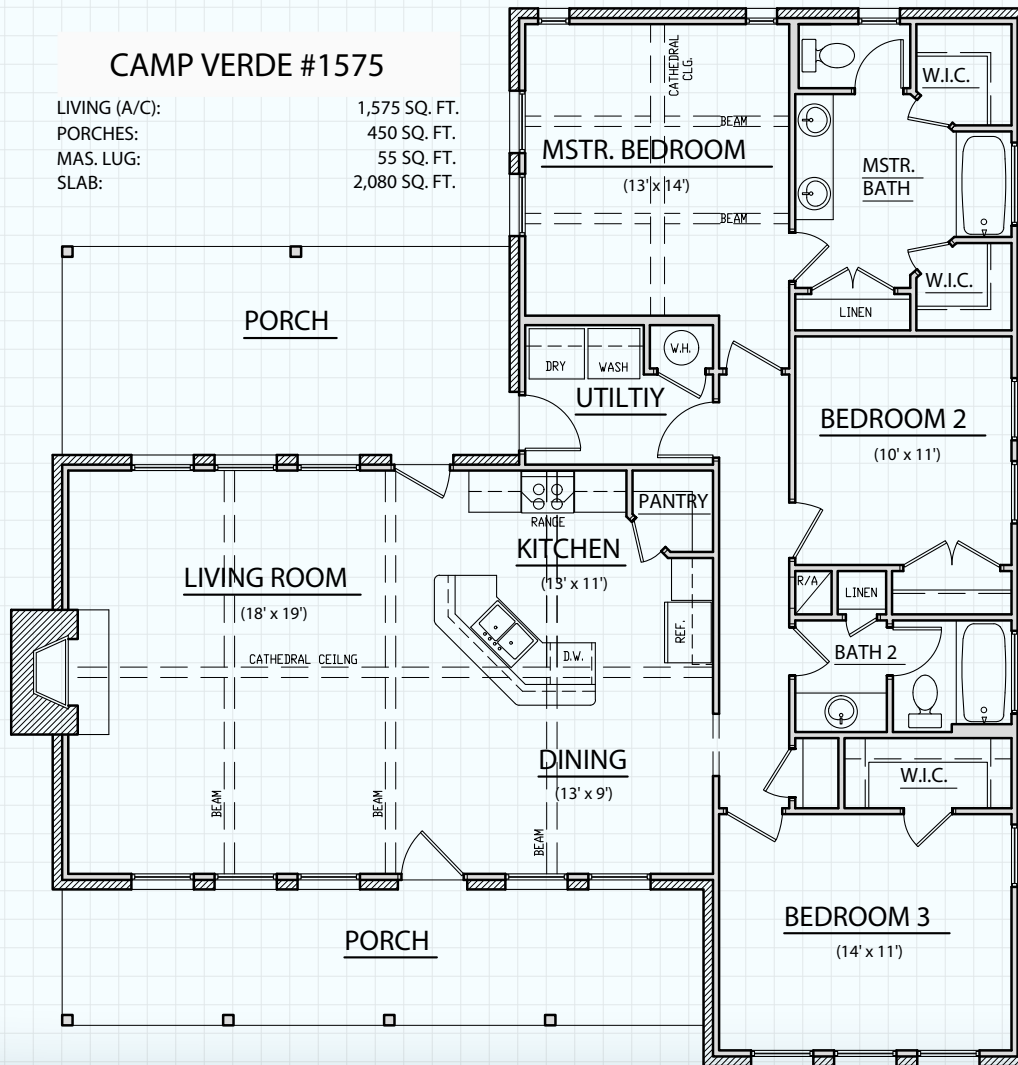 CAMP VERDE #1575
LIVING (A/C): 1,575 SQ. FT.
PORCHES: 450 SQ. FT.
MAS. LUG: 55 SQ. FT.
SLAB: 2,080 SQ. FT.
CATHEDRAL
CLG.
BEAM
MSTR. BEDROOM
(13' x 14')
BEAM
W.I.C.
MSTR.
BATH
W.I.C.
LINEN
PORCH
DRY
WASH
W.H.
UTILTIY
BEDROOM 2
(10' x 11')
PANTRY
RANGE
KITCHEN
(13' x 11')
LIVING ROOM
(18' x 19')
R/A
LINEN
REF.
D.W.
CATHEDRAL CEILNG
BATH 2
DINING
(13' x 9')
W.I.C.
BEAM
BEAM
BEAM
PORCH
BEDROOM 3
(14' x 11')